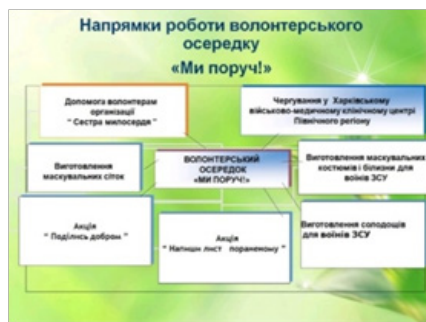 Напрямки роботи волонтерського
осередку
«Ми поруч!»
Допомога волонтерам
організації
" Сестра милосердя "
Чергування у Харківському
військово-медичному клінічному центрі
Північного регіону
Виготовлення
маскувальних сіток
ВОЛОНТЕРСЬКИЙ
ОСЕРЕДОК
«МИ ПОРУЧ!»
Виготовлення маскувальних
костюмів і білизни для
воїнів ЗСУ
Акція
" Поділись добром "
Акція
" Напиши лист пораненому "
Виготовлення солодощів
для воїнів ЗСУ